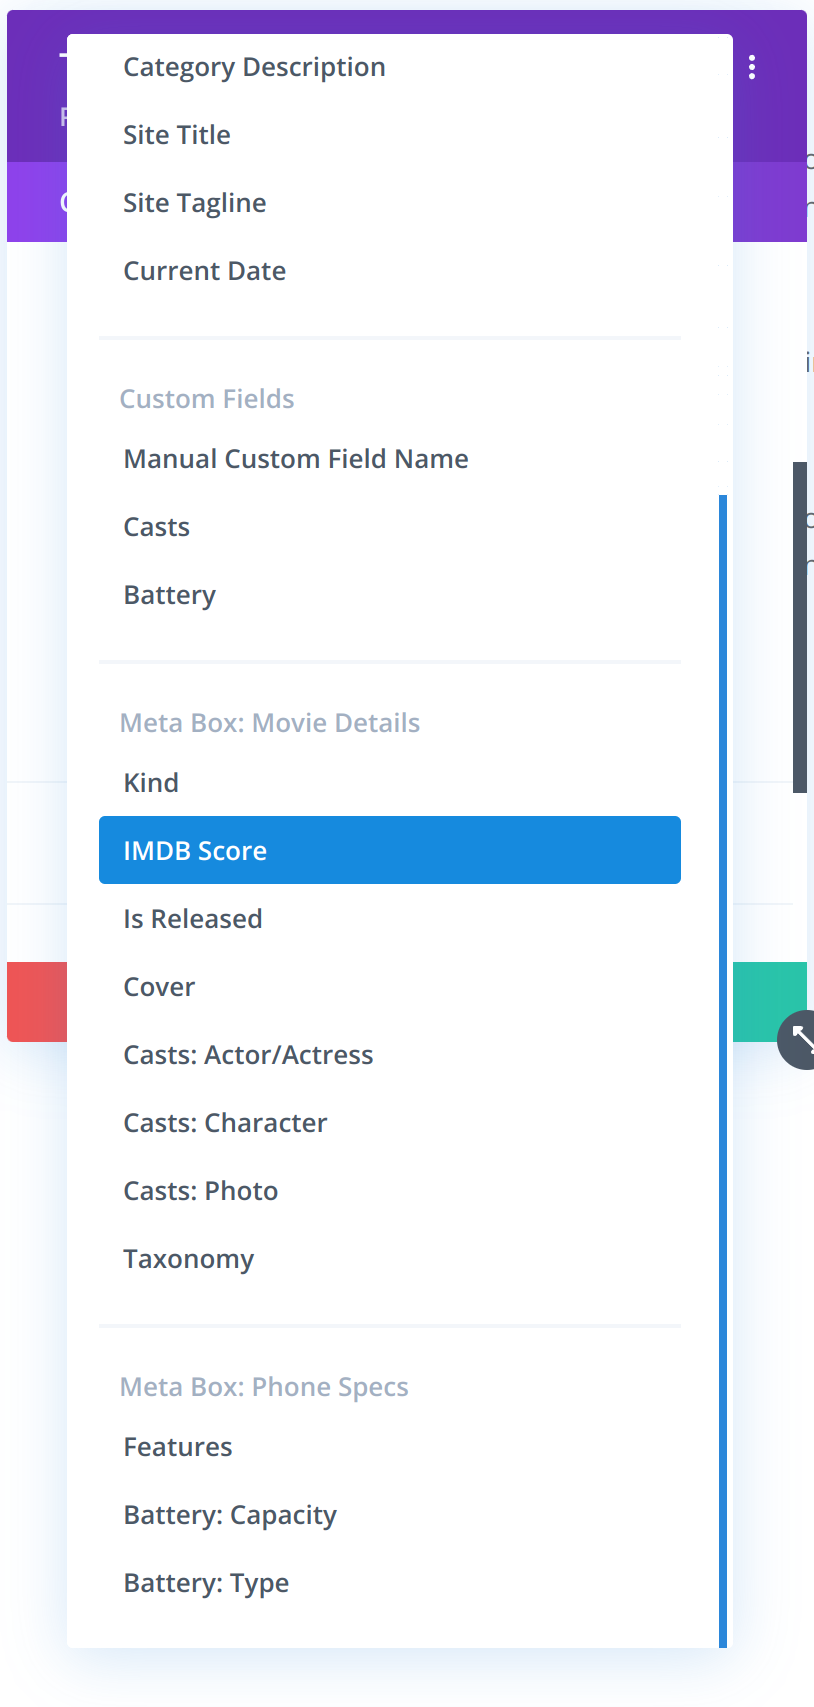 Category Description
Site Title
Site Tagline
Current Date
Custom Fields
Manual Custom Field Name
Casts
Battery
Meta Box: Movie Details
Kind
IMDB Score
Is Released
Cover
Casts: Actor/Actress
Casts: Character
Casts: Photo
Taxonomy
Meta Box: Phone Specs
Features
Battery: Capacity
Battery: Type